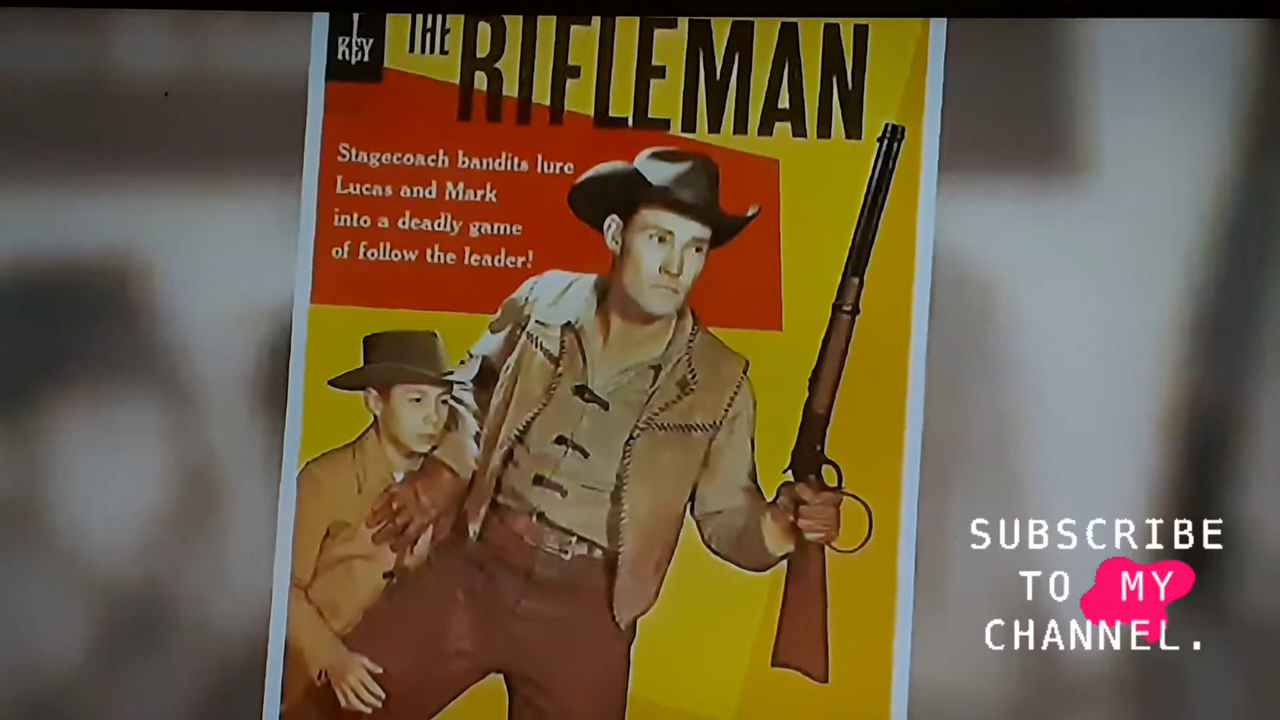 KEY
THE RIFLEMAN
Stagecoach bandits lure
Lucas and Mark
into a deadly game
of follow the leader!
SUBSCRIBE
TO MY
CHANNEL.